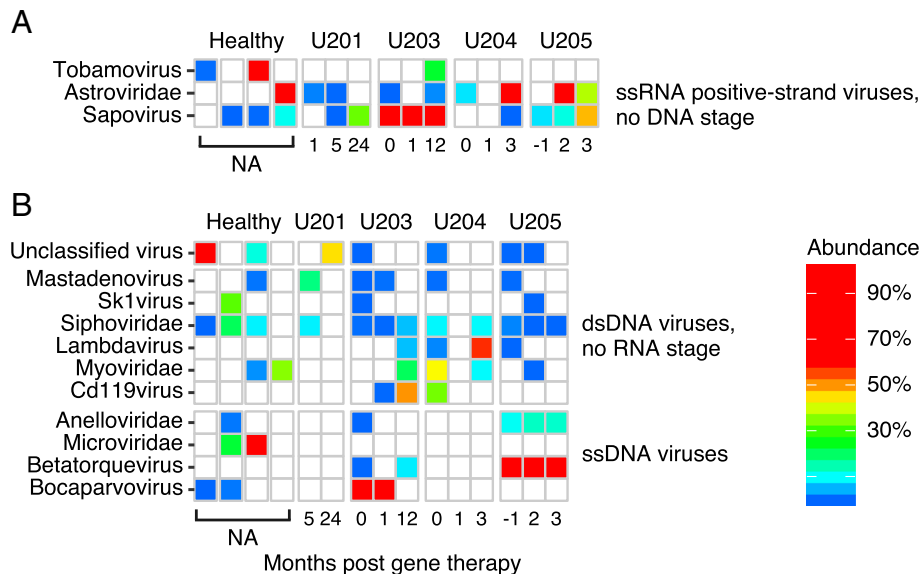 A
Healthy U201 U203 U204 U205
Tobamovirus
Astroviridae
Sapovirus
ssRNA positive-strand viruses,
no DNA stage
1 5 24 0 1 12 0 1 3 -1 2 3
NA
B
Healthy U201 U203 U204 U205
Unclassified virus
Mastadenovirus
Sk1virus
Siphoviridae
Lambdavirus
Myoviridae
Cd119virus
dsDNA viruses,
no RNA stage
Anelloviridae
Microviridae
Betatorquevirus
Bocaparvovirus
ssDNA viruses
5 24 0 1 12 0 1 3 -1 2 3
NA
Months post gene therapy
Abundance
90%
70%
50%
30%